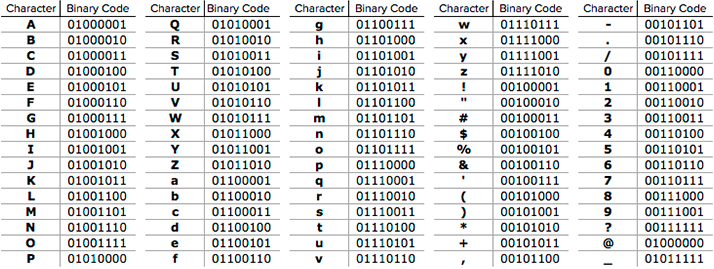 Character Binary Code Character Binary Code Character Binary Code Character Binary Code Character Binary Code
A 01000001 Q 01010001 g 01100111 w 01110111 - 00101101
B 01000010 R 01010010 h 01101000 x 01111000 . 00101110
C 01000011 S 01010011 i 01101001 y 01111001 / 00101111
D 01000100 T 01010100 j 01101010 z 01111010 0 00110000
E 01000101 U 01010101 k 01101011 ! 00100001 1 00110001
F 01000110 V 01010110 l 01101100 " 00100010 2 00110010
G 01000111 W 01010111 m 01101101 # 00100011 3 00110011
H 01001000 X 01011000 n 01101110 $ 00100100 4 00110100
I 01001001 Y 01011001 o 01101111 % 00100101 5 00110101
J 01001010 Z 01011010 p 01110000 & 00100110 6 00110110
K 01001011 a 01100001 q 01110001 ' 00100111 7 00110111
L 01001100 b 01100010 r 01110010 ( 00101000 8 00111000
M 01001101 c 01100011 s 01110011 ) 00101001 9 00111001
N 01001110 d 01100100 t 01110100 * 00101010 ? 00111111
O 01001111 e 01100101 u 01110101 + 00101011 @ 01000000
P 01010000 f 01100110 v 01110110 , 00101100 _ 01011111